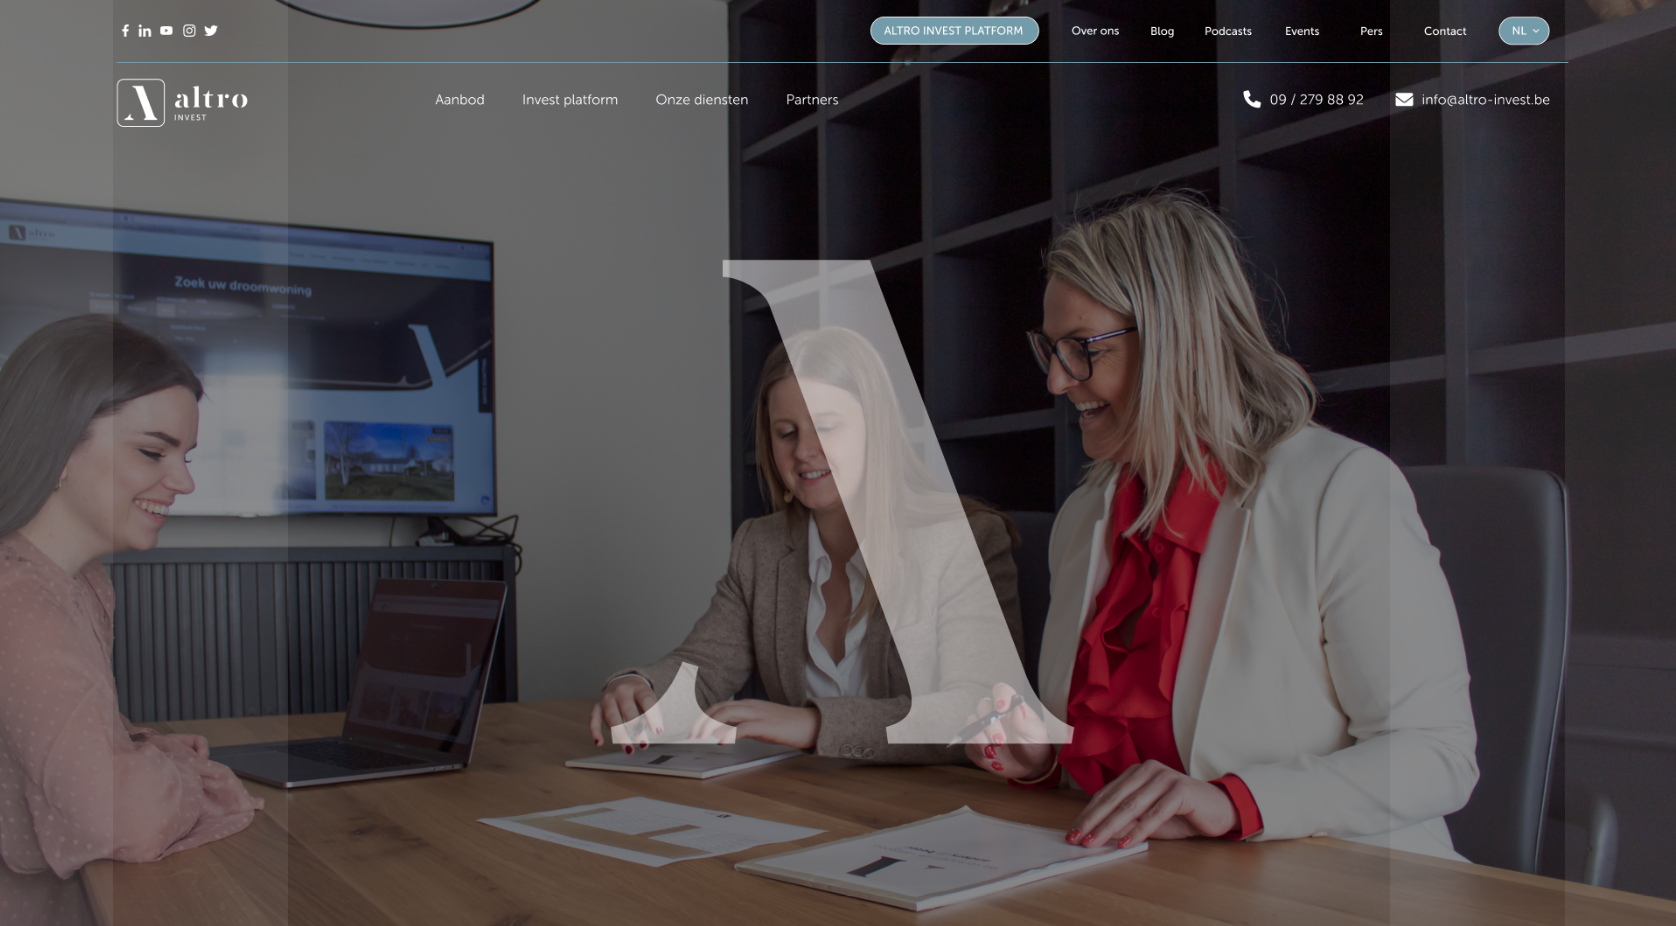 ALTRO INVEST PLATFORM Over ons Blog Podcasts Events Pers Contact NL
altro
INVEST
Aanbod Invest platform Onze diensten Partners 09 / 279 88 92 info@altro-invest.be
altro
Zoek uw droomwoning